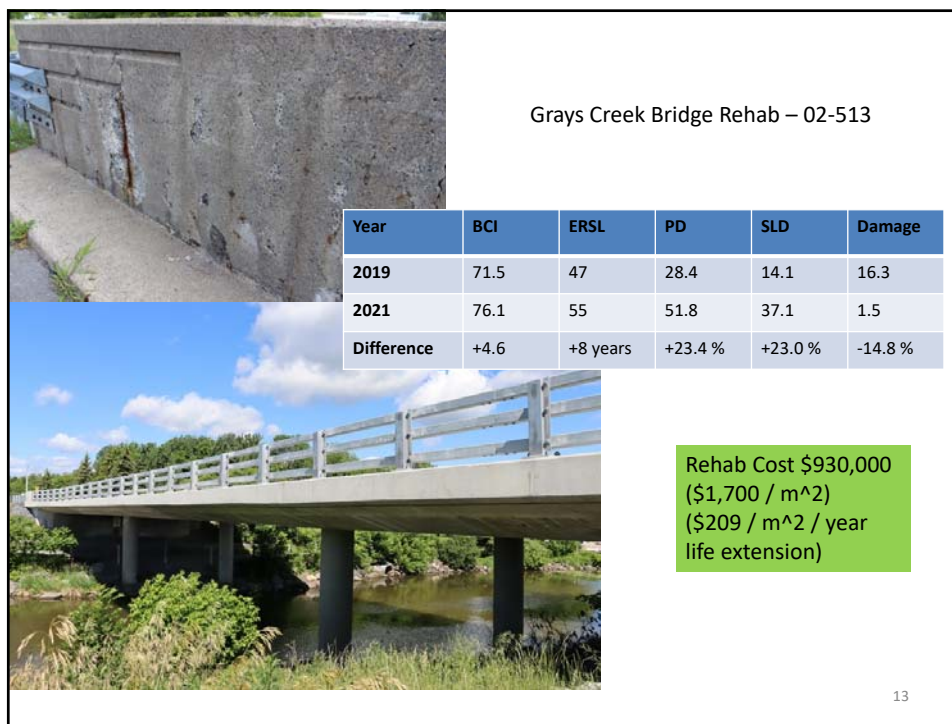 Grays Creek Bridge Rehab – 02-513
Year BCI ERSL PD SLD Damage
2019 71.5 47 28.4 14.1 16.3
2021 76.1 55 51.8 37.1 1.5
Difference +4.6 +8 years +23.4 % +23.0 % -14.8 %
Rehab Cost $930,000
($1,700 / m^2)
($209 / m^2 / year
life extension)
13